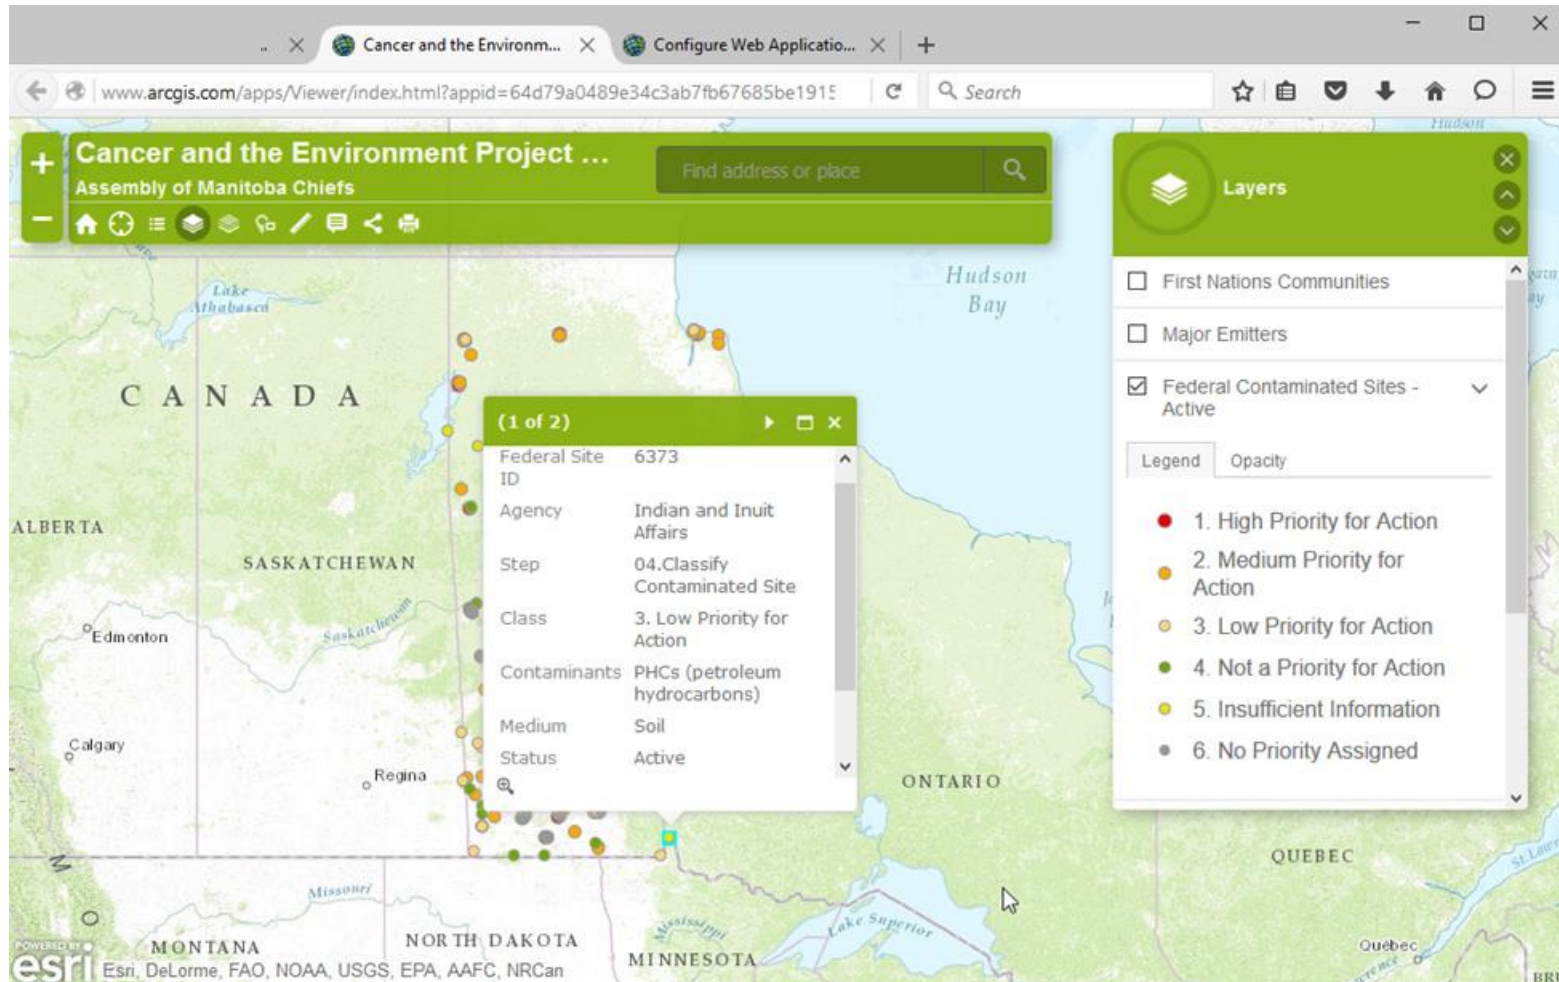 Cancer and the Environm...
Configure Web Applicatio...
www.arcgis.com/apps/Viewer/index.html?appid=64d79a0489e34c3ab7fb67685be1915
Search
Cancer and the Environment Project ...
Assembly of Manitoba Chiefs
Find address or place
Layers
First Nations Communities
Major Emitters
Federal Contaminated Sites -
Active
Legend
Opacity
1. High Priority for Action
2. Medium Priority for
Action
3. Low Priority for Action
4. Not a Priority for Action
5. Insufficient Information
6. No Priority Assigned
(1 of 2)
Federal Site
ID
6373
Agency
Indian and Inuit
Affairs
Step
04.Classify
Contaminated Site
Class
3. Low Priority for
Action
Contaminants
PHCs (petroleum
hydrocarbons)
Medium
Soil
Status
Active
Hudson
Hudson
Bay
Lake
Athabasca
CANADA
ALBERTA
SASKATCHEWAN
Edmonton
Saskatchewan
Calgary
Regina
ONTARIO
QUEBEC
Missouri
MONTANA
NORTH DAKOTA
Mississippi
MINNESOTA
Lake Superior
Québec
POWERED BY
esri
Esri, DeLorme, FAO, NOAA, USGS, EPA, AAFC, NRCan